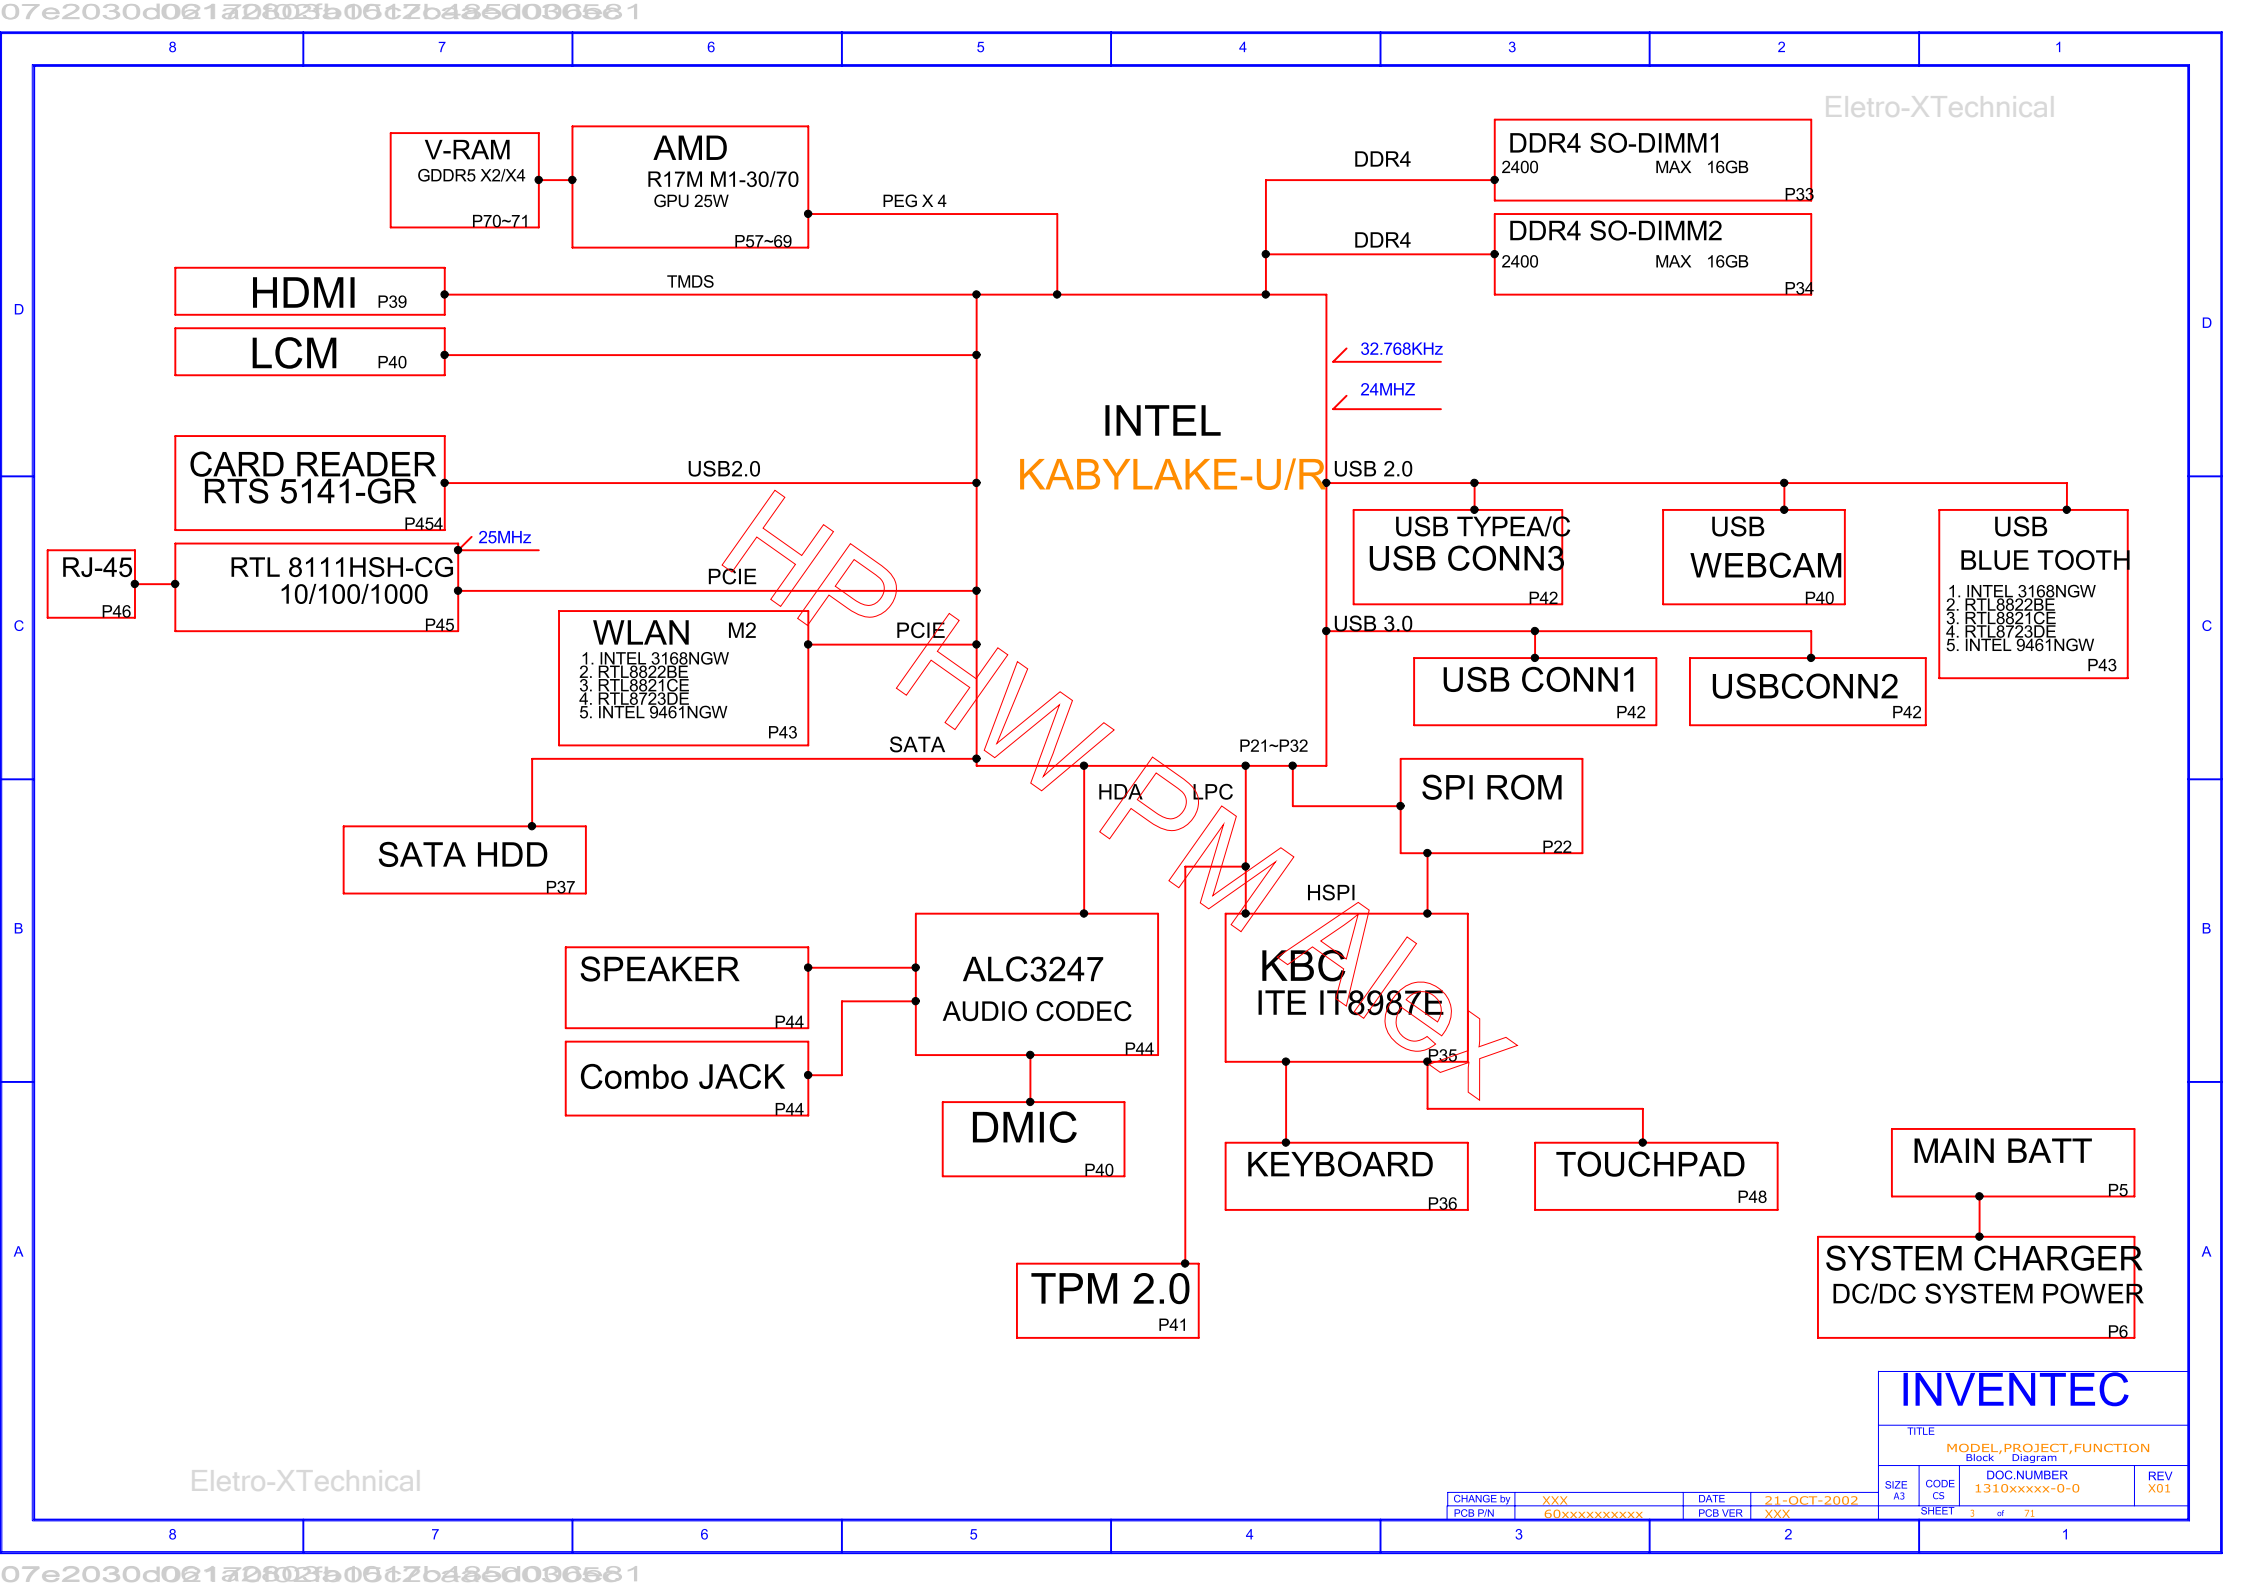 8 7 6 5 4 3 2 1
Eletro-XTechnical
V-RAM
GDDR5 X2/X4
P70~71
AMD
R17M M1-30/70
GPU 25W
P57~69
PEG X 4
DDR4
DDR4 SO-DIMM1
2400 MAX 16GB
P33
DDR4
DDR4 SO-DIMM2
2400 MAX 16GB
P34
HDMI P39
TMDS
LCM P40
D
D
32.768KHz
24MHZ
INTEL
KABYLAKE-U/R
P21~P32
CARD READER
RTS 5141-GR
P454
USB2.0
RJ-45
P46
RTL 8111HSH-CG
10/100/1000
P45
25MHz
PCIE
WLAN M2
1. INTEL 3168NGW
2. RTL8822BE
3. RTL8821CE
4. RTL8723DE
5. INTEL 9461NGW
P43
PCIE
SATA
C
C
USB 2.0
USB TYPEA/C
USB CONN3
P42
USB
WEBCAM
P40
USB
BLUE TOOTH
1. INTEL 3168NGW
2. RTL8822BE
3. RTL8821CE
4. RTL8723DE
5. INTEL 9461NGW
P43
USB 3.0
USB CONN1
P42
USBCONN2
P42
HP HW PM Alex
SATA HDD
P37
HDA
LPC
SPI ROM
P22
HSPI
B
B
SPEAKER
P44
Combo JACK
P44
ALC3247
AUDIO CODEC
P44
DMIC
P40
KBC
ITE IT8987E
P35
KEYBOARD
P36
TOUCHPAD
P48
TPM 2.0
P41
MAIN BATT
P5
SYSTEM CHARGER
DC/DC SYSTEM POWER
P6
A
A
Eletro-XTechnical
INVENTEC
TITLE
MODEL,PROJECT,FUNCTION
Block Diagram
SIZE
A3
CODE
CS
DOC.NUMBER
1310xxxxx-0-0
REV
X01
CHANGE by XXX DATE 21-OCT-2002
PCB P/N 60xxxxxxxxxx PCB VER XXX
SHEET 3 of 71
8 7 6 5 4 3 2 1